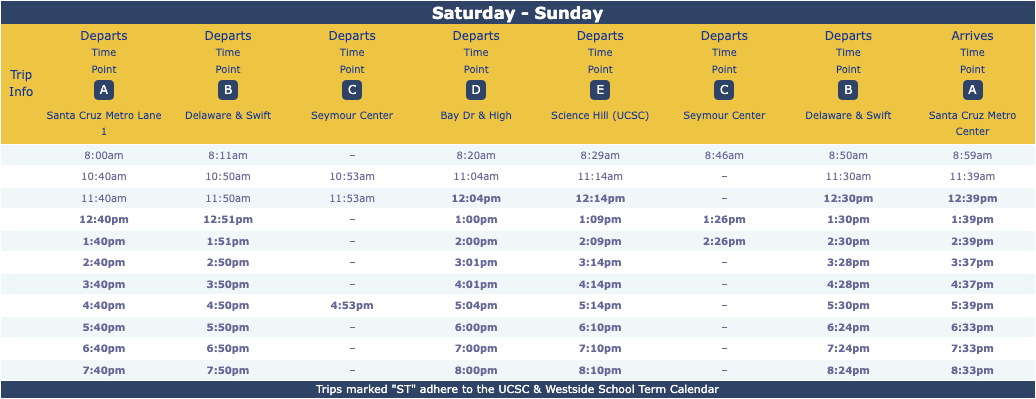 Saturday - Sunday
Trip Info
Departs Time Point A Santa Cruz Metro Lane 1
Departs Time Point B Delaware & Swift
Departs Time Point C Seymour Center
Departs Time Point D Bay Dr & High
Departs Time Point E Science Hill (UCSC)
Departs Time Point C Seymour Center
Departs Time Point B Delaware & Swift
Arrives Time Point A Santa Cruz Metro Center
8:00am 8:11am – 8:20am 8:29am 8:46am 8:50am 8:59am
10:40am 10:50am 10:53am 11:04am 11:14am – 11:30am 11:39am
11:40am 11:50am 11:53am 12:04pm 12:14pm – 12:30pm 12:39pm
12:40pm 12:51pm – 1:00pm 1:09pm 1:26pm 1:30pm 1:39pm
1:40pm 1:51pm – 2:00pm 2:09pm 2:26pm 2:30pm 2:39pm
2:40pm 2:50pm – 3:01pm 3:14pm – 3:28pm 3:37pm
3:40pm 3:50pm – 4:01pm 4:14pm – 4:28pm 4:37pm
4:40pm 4:50pm 4:53pm 5:04pm 5:14pm – 5:30pm 5:39pm
5:40pm 5:50pm – 6:00pm 6:10pm – 6:24pm 6:33pm
6:40pm 6:50pm – 7:00pm 7:10pm – 7:24pm 7:33pm
7:40pm 7:50pm – 8:00pm 8:10pm – 8:24pm 8:33pm
Trips marked "ST" adhere to the UCSC & Westside School Term Calendar